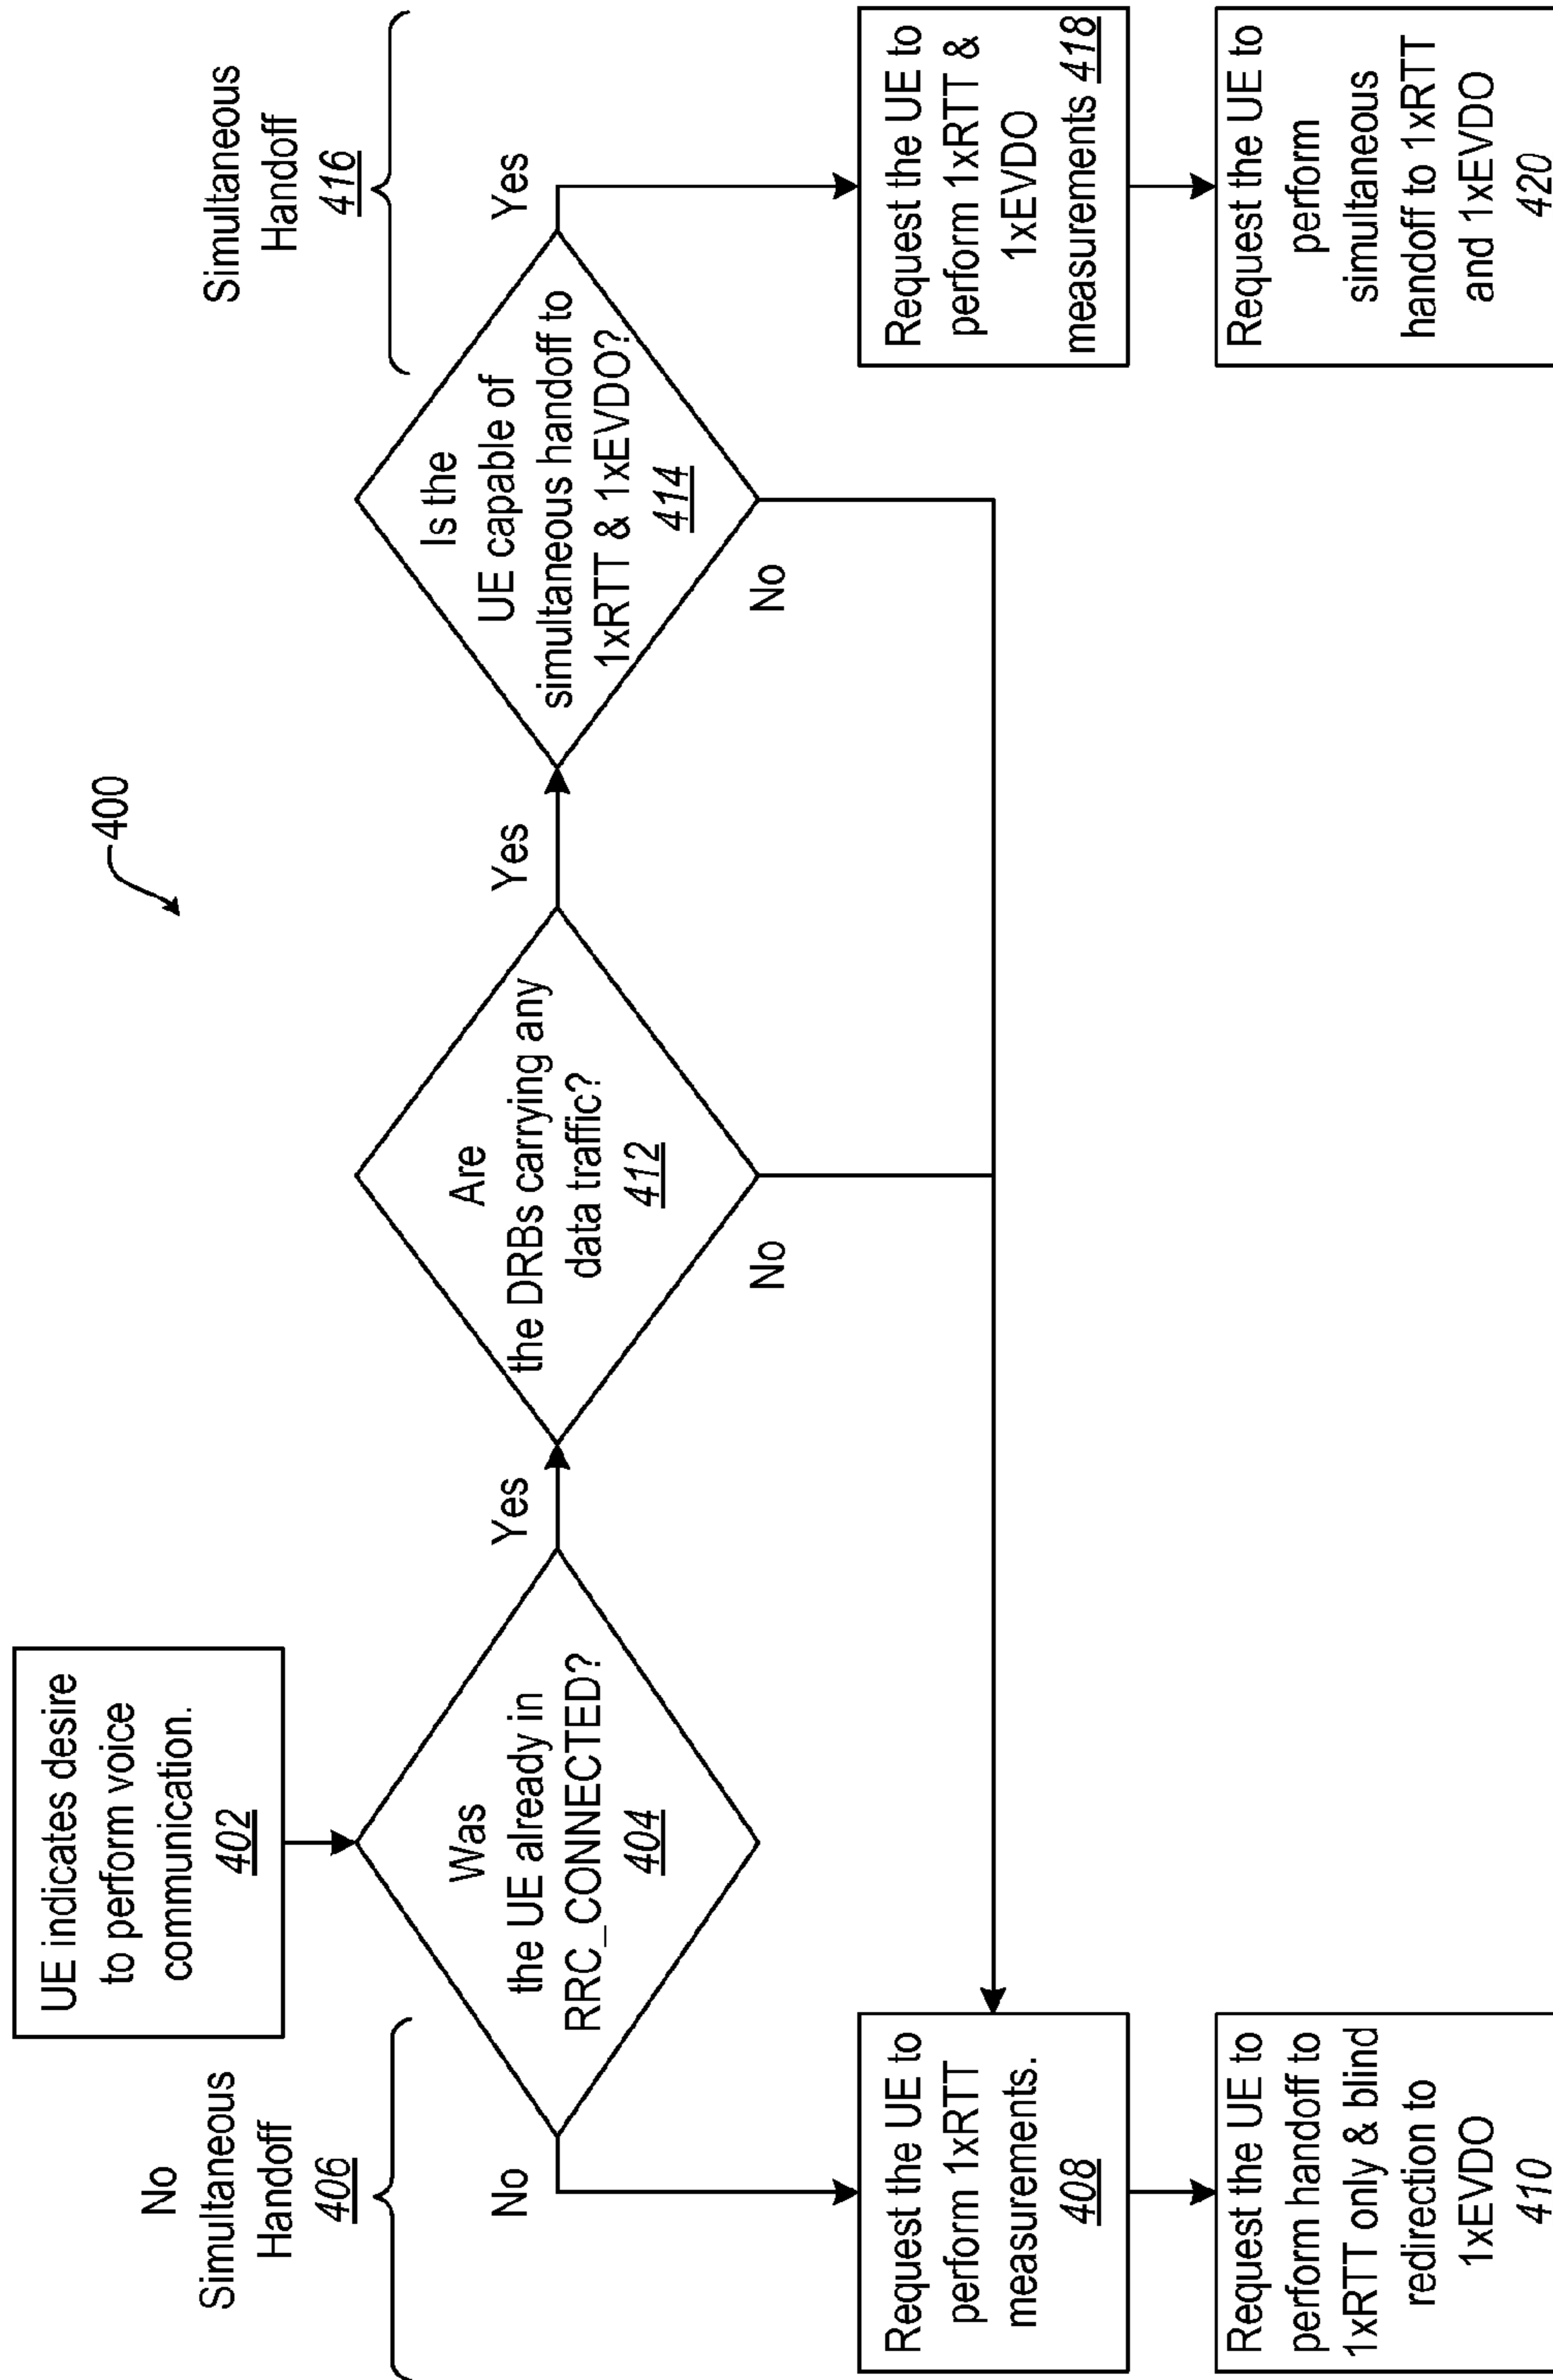 400
No
Simultaneous
Handoff
406
UE indicates desire
to perform voice
communication.
402
Simultaneous
Handoff
416
No
Was
the UE already in
RRC_CONNECTED?
404
Yes
Are
the DRBs carrying any
data traffic?
412
Yes
Is the
UE capable of
simultaneous handoff to
1xRTT & 1xEVDO?
414
Yes
No
No
Request the UE to
perform 1xRTT
measurements.
408
Request the UE to
perform 1xRTT &
1xEVDO
measurements 418
Request the UE to
perform handoff to
1xRTT only & blind
redirection to
1xEVDO
410
Request the UE to
perform
simultaneous
handoff to 1xRTT
and 1xEVDO
420